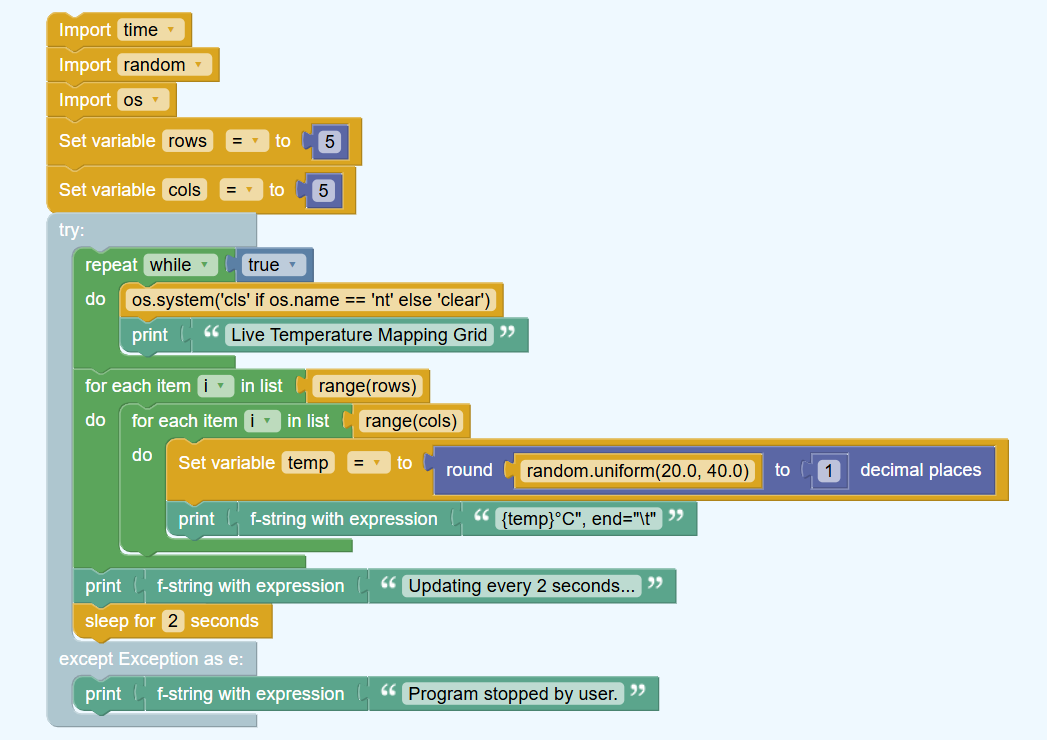 Import time
Import random
Import os
Set variable rows = to 5
Set variable cols = to 5
try:
repeat while true
do os.system('cls' if os.name == 'nt' else 'clear')
print “ Live Temperature Mapping Grid ”
for each item i in list range(rows)
do for each item i in list range(cols)
do Set variable temp = to round random.uniform(20.0, 40.0) to 1 decimal places
print f-string with expression “ {temp}°C", end="\t" ”
print f-string with expression “ Updating every 2 seconds... ”
sleep for 2 seconds
except Exception as e:
print f-string with expression “ Program stopped by user. ”